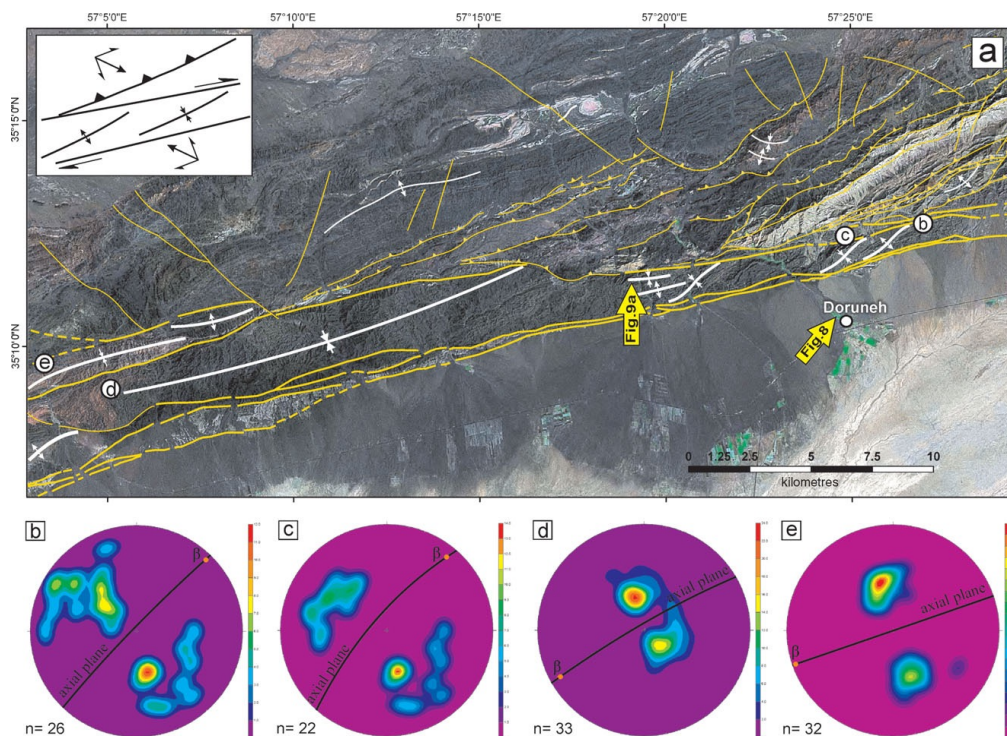 57°5'0"E 57°10'0"E 57°15'0"E 57°20'0"E 57°25'0"E
a
35°15'0"N
35°10'0"N
b
c
Fig.9a
Doruneh
Fig.8
e
d
0 1.25 2.5 5 7.5 10
kilometres
b
β
axial plane
n= 26
c
β
axial plane
n= 22
d
axial plane
β
n= 33
e
axial plane
β
n= 32